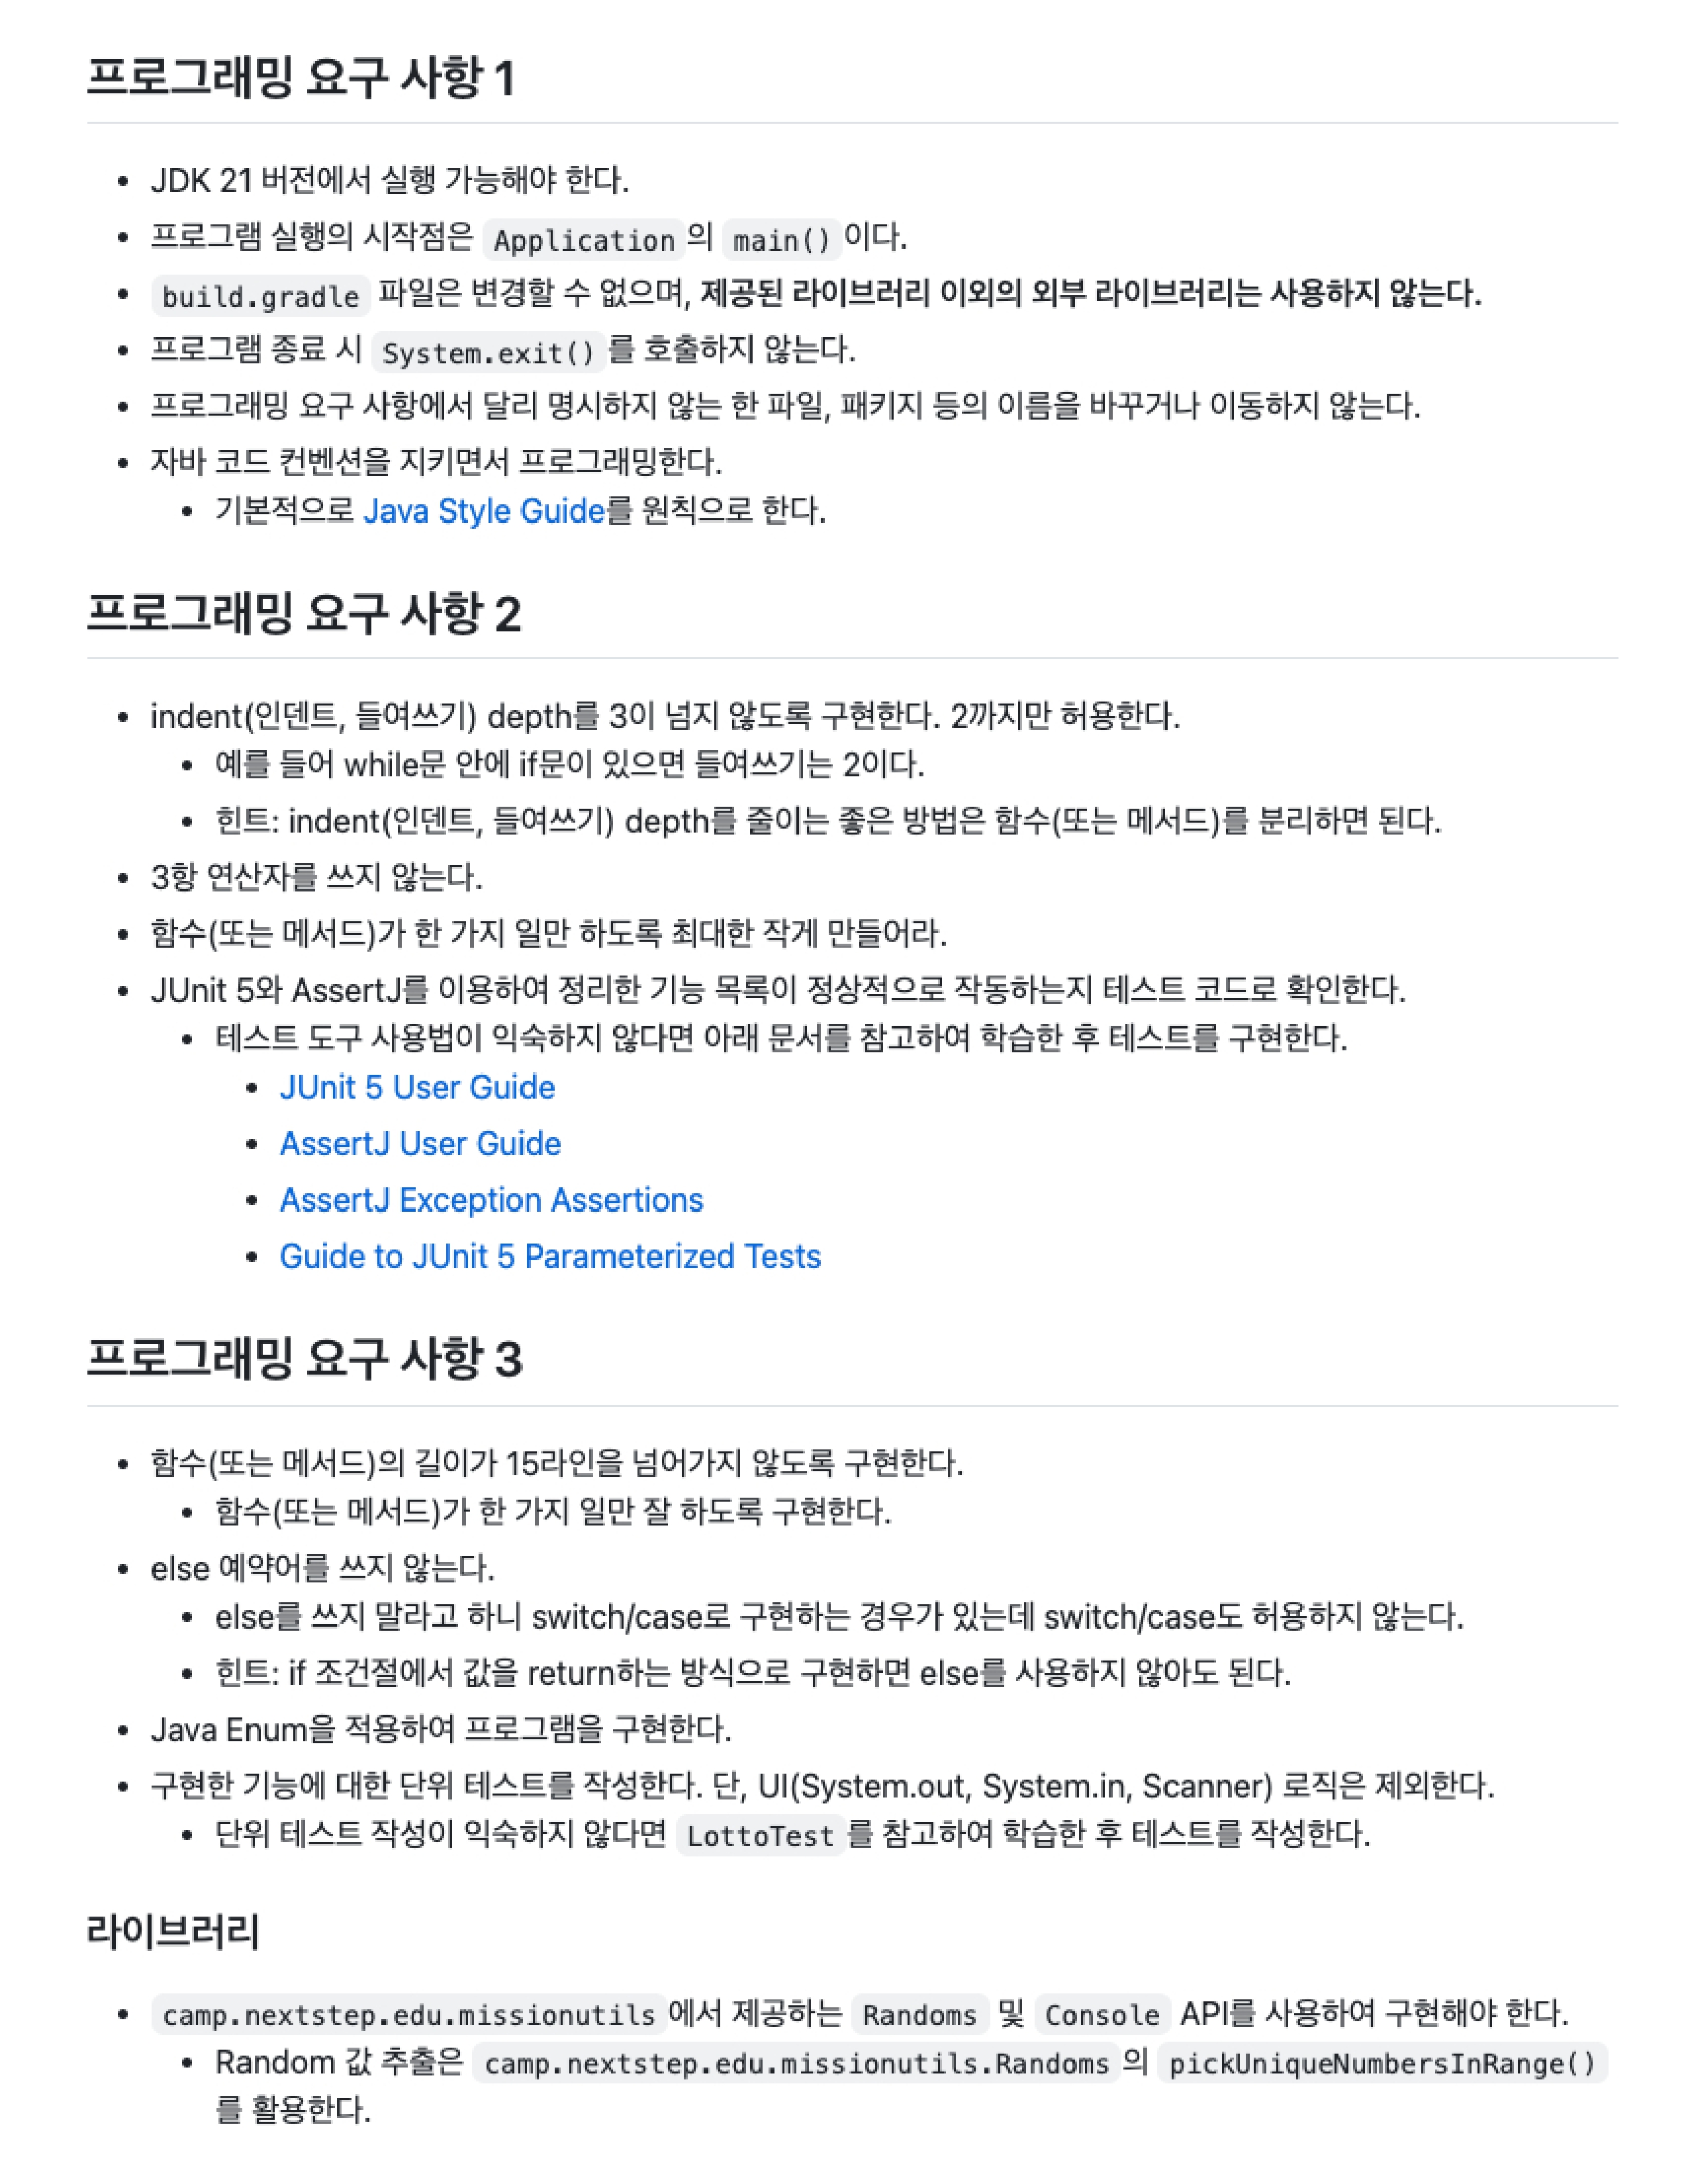 프로그래밍 요구 사항 1
JDK 21 버전에서 실행 가능해야 한다.
프로그램 실행의 시작점은 Application의 main()이다.
build.gradle 파일은 변경할 수 없으며, 제공된 라이브러리 이외의 외부 라이브러리는 사용하지 않는다.
프로그램 종료 시 System.exit()를 호출하지 않는다.
프로그래밍 요구 사항에서 달리 명시하지 않는 한 파일, 패키지 등의 이름을 바꾸거나 이동하지 않는다.
자바 코드 컨벤션을 지키면서 프로그래밍한다.
기본적으로 Java Style Guide를 원칙으로 한다.
프로그래밍 요구 사항 2
indent(인덴트, 들여쓰기) depth를 3이 넘지 않도록 구현한다. 2까지만 허용한다.
예를 들어 while문 안에 if문이 있으면 들여쓰기는 2이다.
힌트: indent(인덴트, 들여쓰기) depth를 줄이는 좋은 방법은 함수(또는 메서드)를 분리하면 된다.
3항 연산자를 쓰지 않는다.
함수(또는 메서드)가 한 가지 일만 하도록 최대한 작게 만들어라.
JUnit 5와 AssertJ를 이용하여 정리한 기능 목록이 정상적으로 작동하는지 테스트 코드로 확인한다.
테스트 도구 사용법이 익숙하지 않다면 아래 문서를 참고하여 학습한 후 테스트를 구현한다.
JUnit 5 User Guide
AssertJ User Guide
AssertJ Exception Assertions
Guide to JUnit 5 Parameterized Tests
프로그래밍 요구 사항 3
함수(또는 메서드)의 길이가 15라인을 넘어가지 않도록 구현한다.
함수(또는 메서드)가 한 가지 일만 잘 하도록 구현한다.
else 예약어를 쓰지 않는다.
else를 쓰지 말라고 하니 switch/case로 구현하는 경우가 있는데 switch/case도 허용하지 않는다.
힌트: if 조건절에서 값을 return하는 방식으로 구현하면 else를 사용하지 않아도 된다.
Java Enum을 적용하여 프로그램을 구현한다.
구현한 기능에 대한 단위 테스트를 작성한다. 단, UI(System.out, System.in, Scanner) 로직은 제외한다.
단위 테스트 작성이 익숙하지 않다면 LottoTest를 참고하여 학습한 후 테스트를 작성한다.
라이브러리
camp.nextstep.edu.missionutils에서 제공하는 Randoms 및 Console API를 사용하여 구현해야 한다.
Random 값 추출은 camp.nextstep.edu.missionutils.Randoms의 pickUniqueNumbersInRange()
를 활용한다.